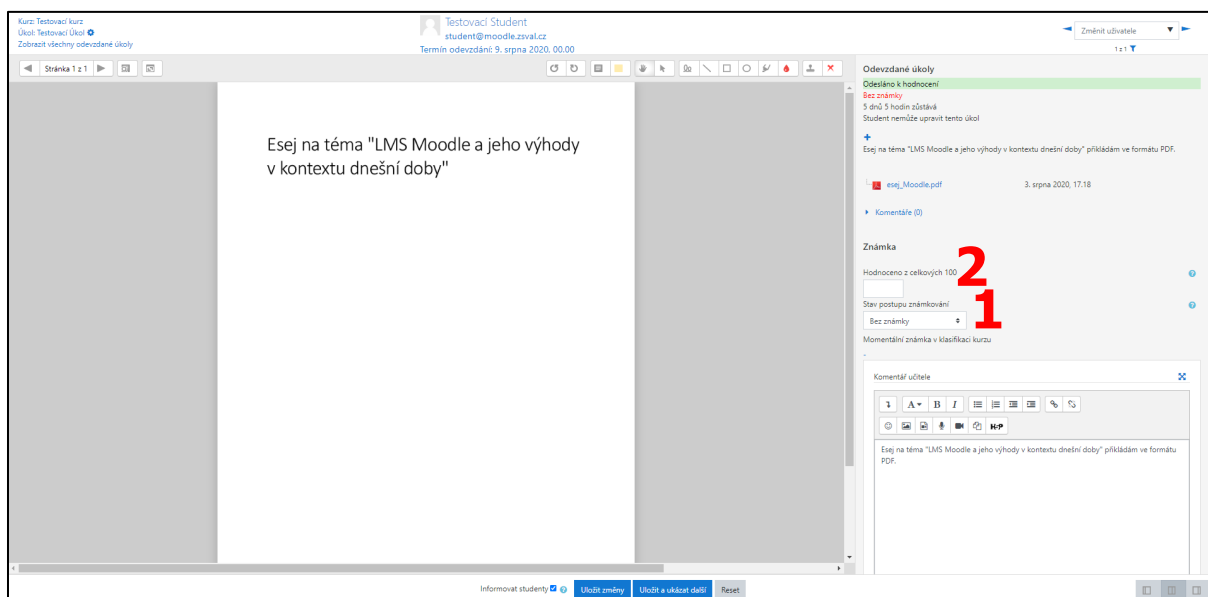 Kurz: Testovací kurz
Úkol: Testovací Úkol
Zobrazit všechny odevzdané úkoly
Testovací Student
student@moodle.zsval.cz
Termín odevzdání: 9. srpna 2020, 00.00
Změnit uživatele
1 z 1
Stránka 1 z 1
Esej na téma "LMS Moodle a jeho výhody
v kontextu dnešní doby"
Odevzdané úkoly
Odesláno k hodnocení
Bez známky
5 dnů 5 hodin zůstává
Student nemůže upravit tento úkol
Esej na téma "LMS Moodle a jeho výhody v kontextu dnešní doby" přikládám ve formátu PDF.
esej_Moodle.pdf 3. srpna 2020, 17.18
Komentáře (0)
Známka
Hodnoceno z celkových 100
2
Stav postupu známkování
1
Bez známky
Momentální známka v klasifikaci kurzu
-
Komentář učitele
A B I
H-P
Esej na téma "LMS Moodle a jeho výhody v kontextu dnešní doby" přikládám ve formátu
PDF.
Informovat studenty Uložit změny Uložit a ukázat další Reset